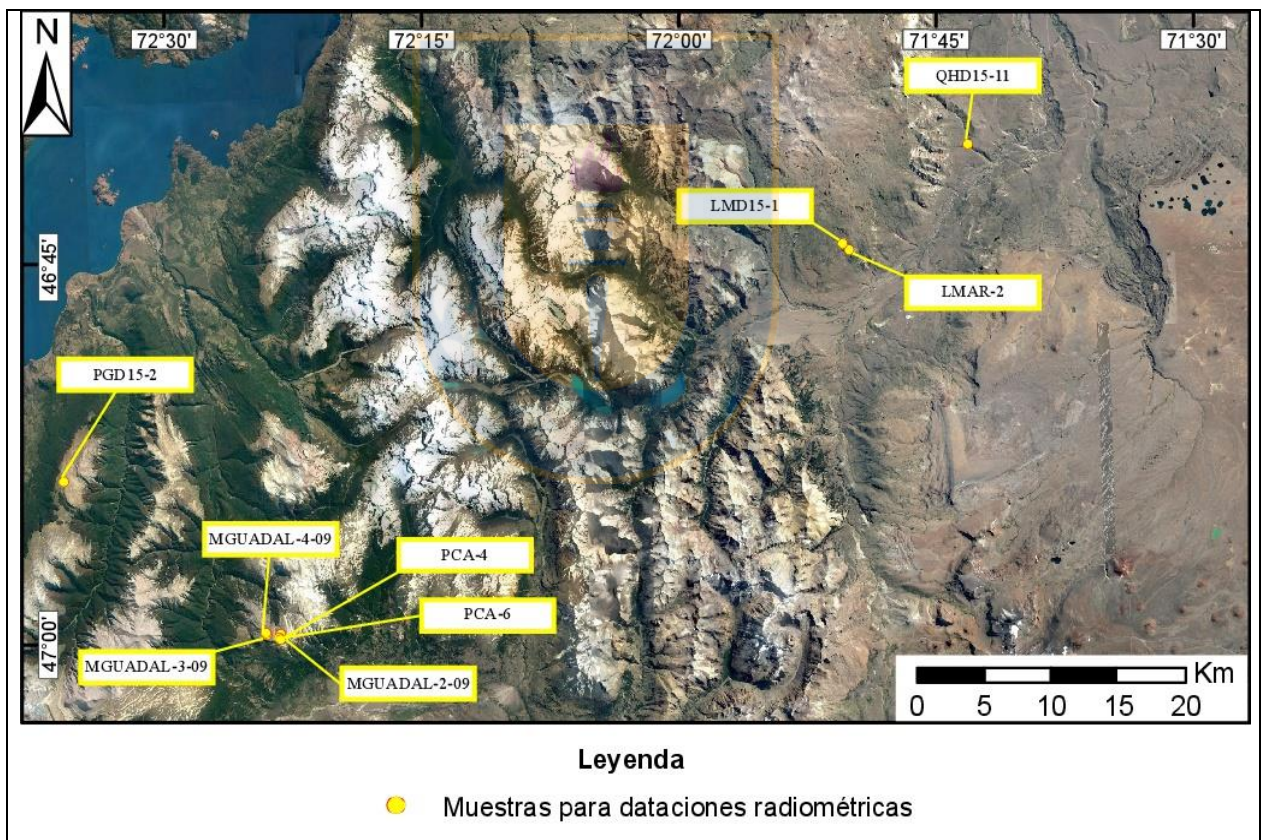 N
72°30'
72°15'
72°00'
71°45'
71°30'
QHD15-11
LMD15-1
46°45'
LMAR-2
PGD15-2
MGUADAL-4-09
PCA-4
PCA-6
47°00'
MGUADAL-3-09
MGUADAL-2-09
Km
0 5 10 15 20
Leyenda
Muestras para dataciones radiométricas